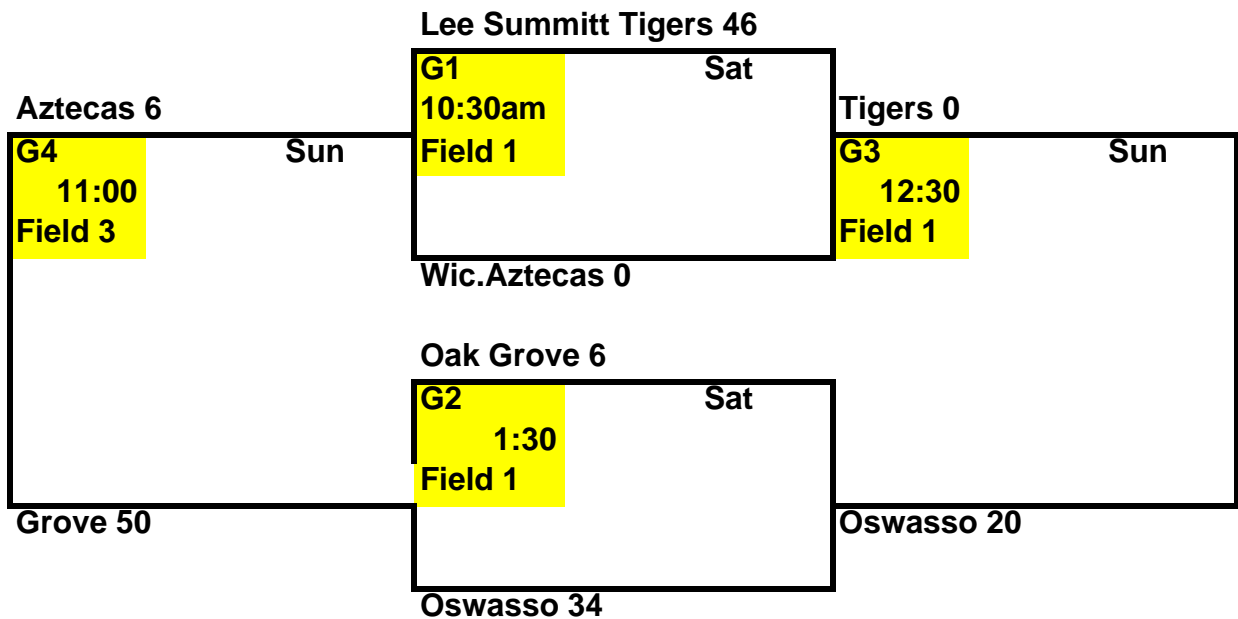 Lee Summitt Tigers 46
G1 Sat
Aztecas 6 10:30am Tigers 0
G4 Sun Field 1 G3 Sun
11:00 12:30
Field 3 Field 1
Wic.Aztecas 0
Oak Grove 6
G2 Sat
1:30
Field 1
Grove 50 Oswasso 20
Oswasso 34